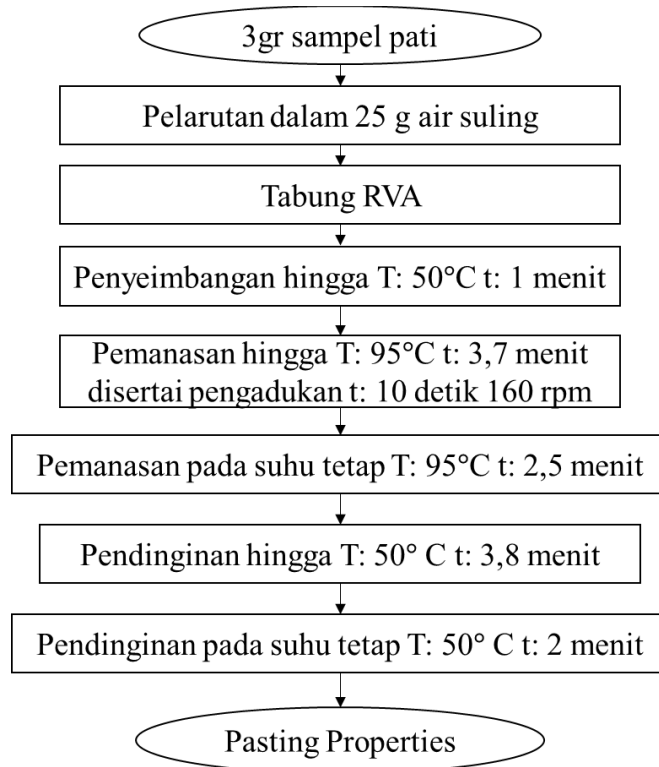 3gr sampel pati
Pelarutan dalam 25 g air suling
Tabung RVA
Penyeimbangan hingga T: 50°C t: 1 menit
Pemanasan hingga T: 95°C t: 3,7 menit
disertai pengadukan t: 10 detik 160 rpm
Pemanasan pada suhu tetap T: 95°C t: 2,5 menit
Pendinginan hingga T: 50° C t: 3,8 menit
Pendinginan pada suhu tetap T: 50° C t: 2 menit
Pasting Properties